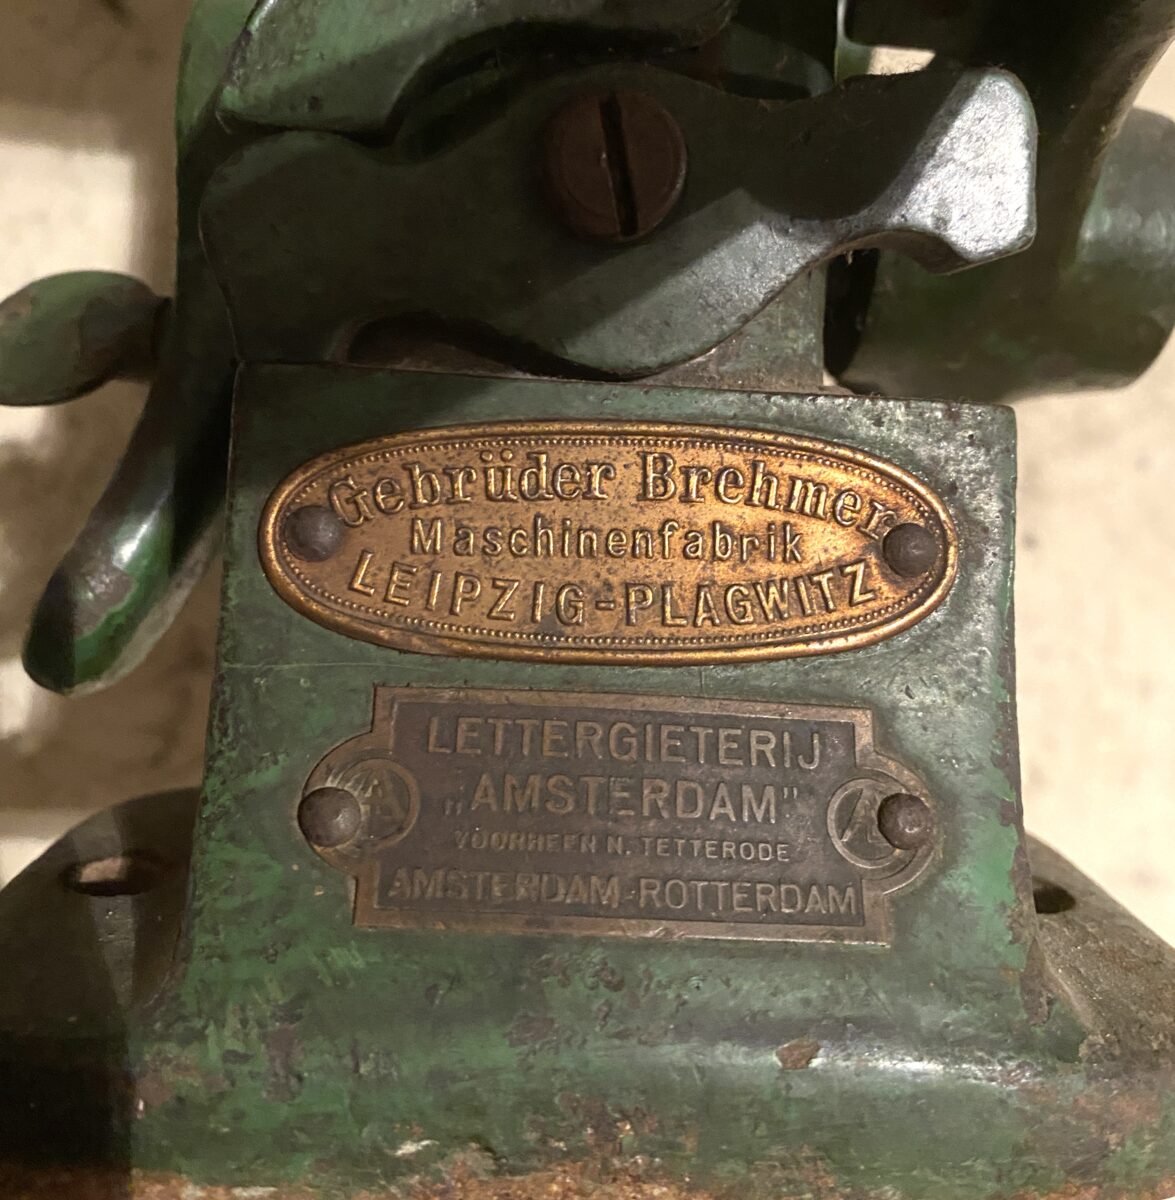 Gebrüder Brehmer
Maschinenfabrik
LEIPZIG-PLAGWITZ
LETTERGIETERIJ
„AMSTERDAM"
VOORHEEN N. TETTERODE
AMSTERDAM-ROTTERDAM